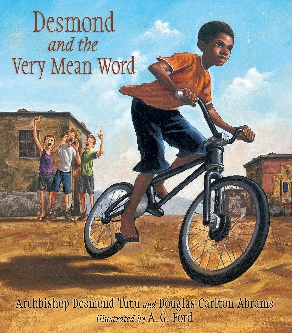 Desmond
and the
Very Mean Word
Archbishop Desmond Tutu and Douglas Carlton Abrams
illustrated by A. G. Ford